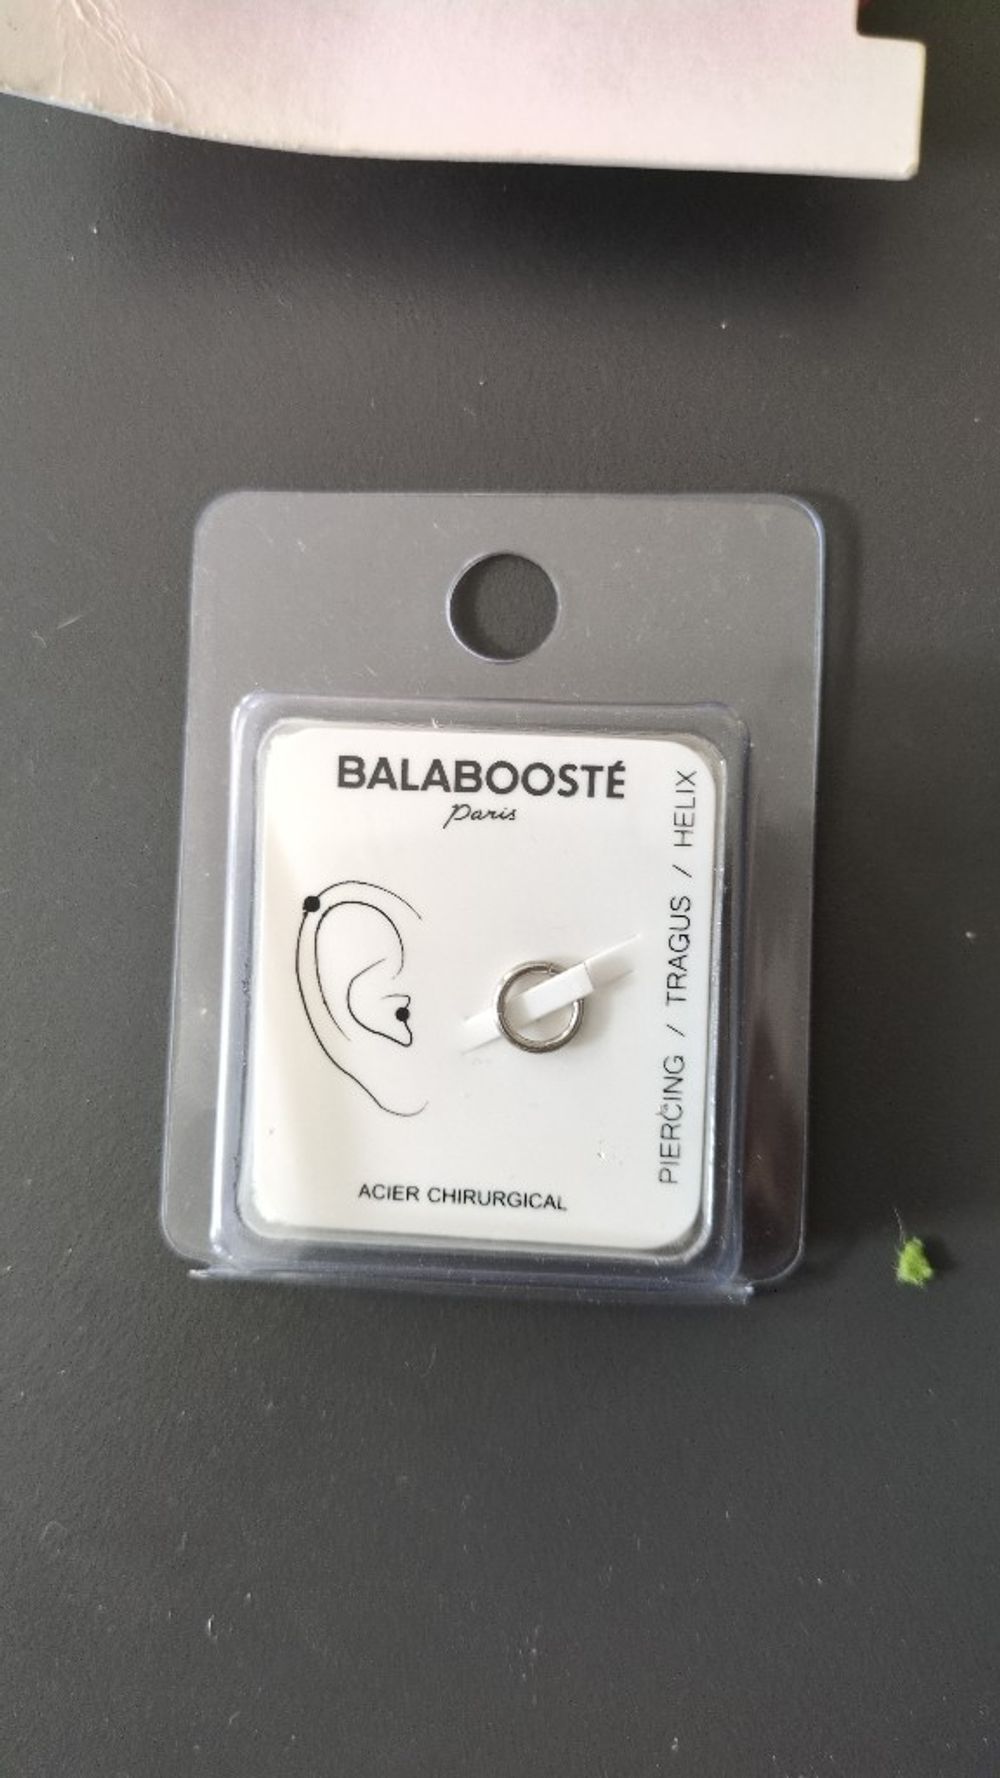 BALABOOSTÉ
Paris
PIERCING / TRAGUS / HELIX
ACIER CHIRURGICAL